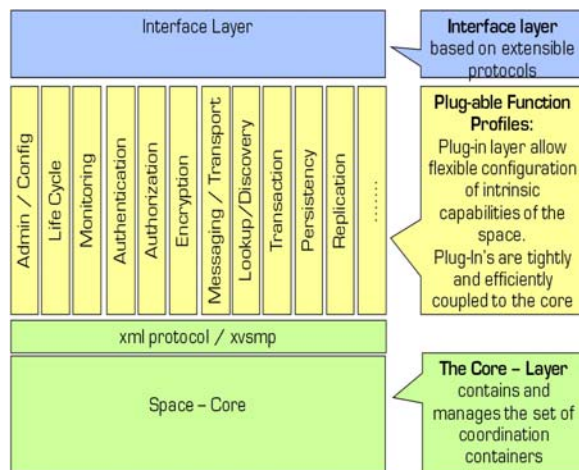 Interface Layer
Interface layer
based on extensible
protocols
Admin / Config
Life Cycle
Monitoring
Authentication
Authorization
Encryption
Messaging / Transport
Lookup/Discovery
Transaction
Persistency
Replication
........
Plug-able Function
Profiles:
Plug-in layer allow
flexible configuration
of intrinsic
capabilities of the
space.
Plug-In's are tightly
and efficiently
coupled to the core
xml protocol / xvsmp
Space – Core
The Core – Layer
contains and
manages the set of
coordination
containers